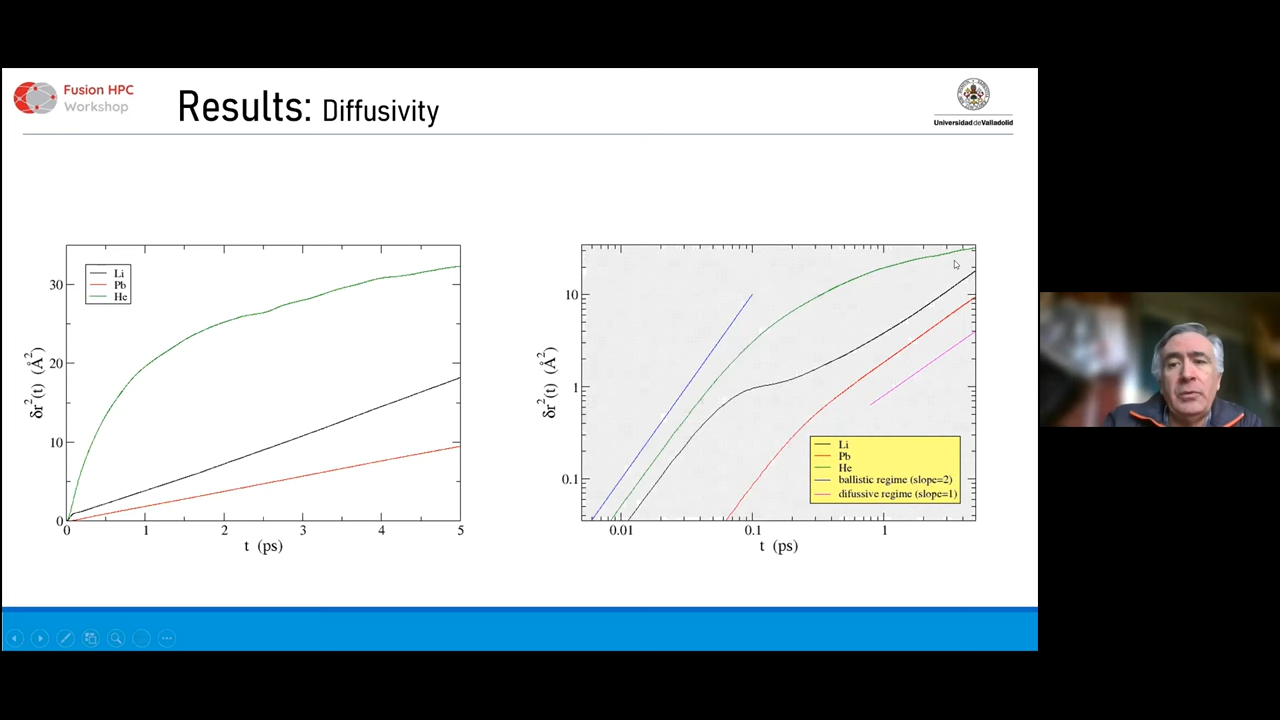 Fusion HPC
Workshop
Results: Diffusivity
Universidad de Valladolid
δr²(t) (Å²)
30
20
10
0
Li
Pb
He
0 1 2 3 4 5
t (ps)
δr²(t) (Å²)
10
1
0.1
Li
Pb
He
ballistic regime (slope=2)
difussive regime (slope=1)
0.01 0.1 1
t (ps)